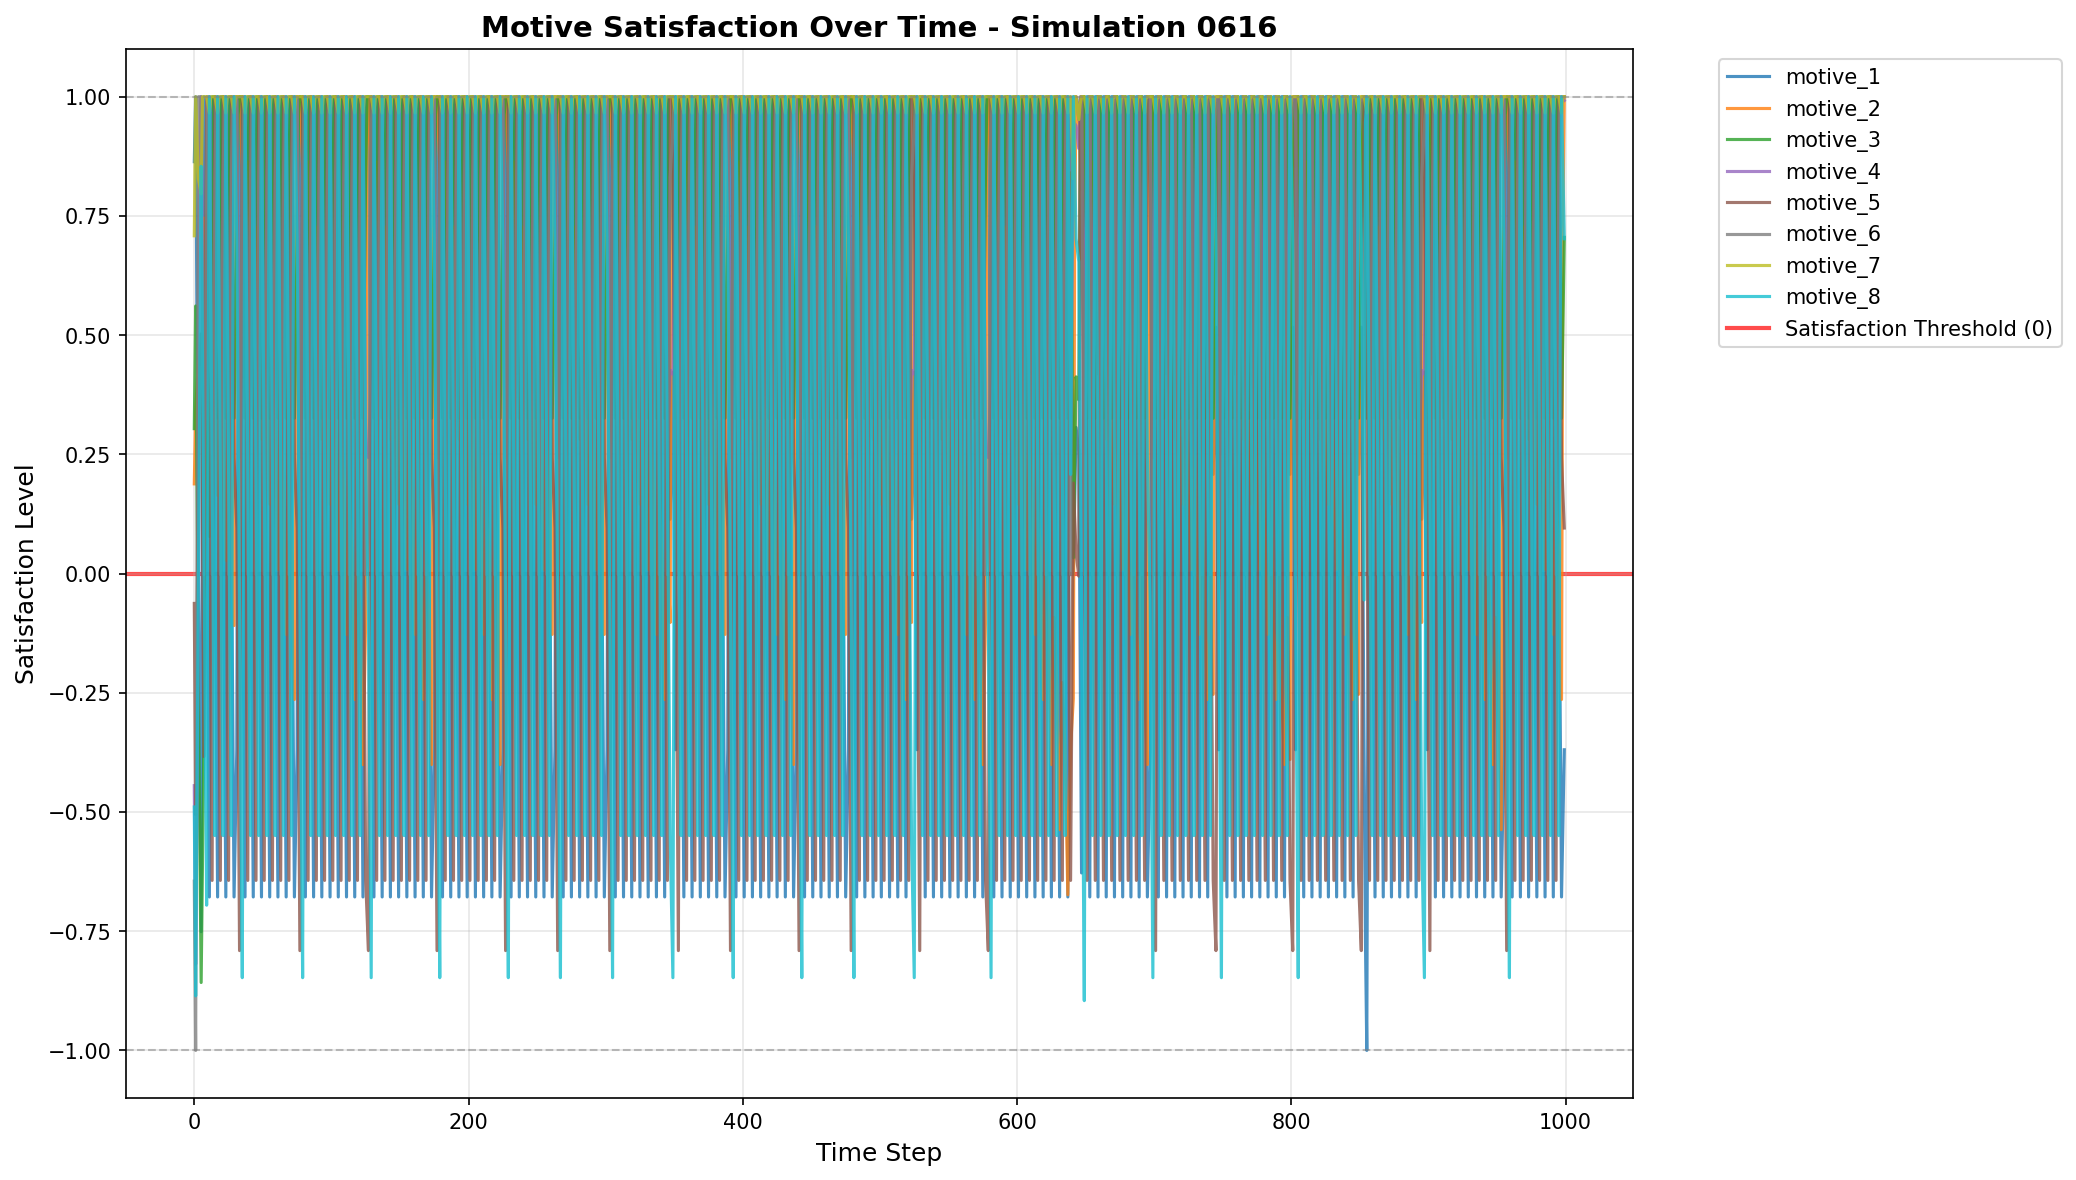 Motive Satisfaction Over Time - Simulation 0616
1.00
0.75
0.50
0.25
0.00
−0.25
−0.50
−0.75
−1.00
Satisfaction Level
0
200
400
600
800
1000
Time Step
motive_1
motive_2
motive_3
motive_4
motive_5
motive_6
motive_7
motive_8
Satisfaction Threshold (0)